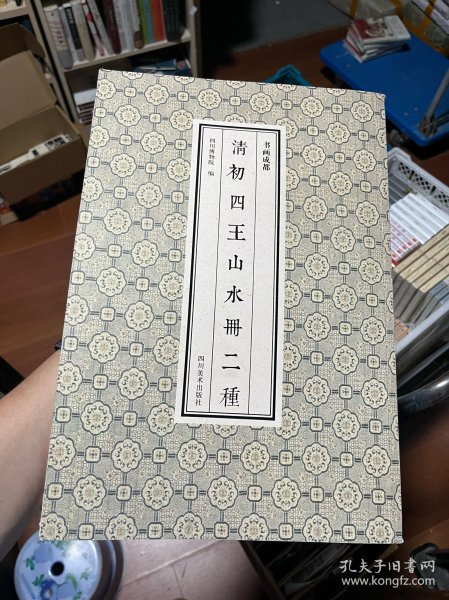 书画成都
清初四王山水冊二種
四川博物院 编
四川美术出版社
孔夫子旧书网
www.kongfz.com